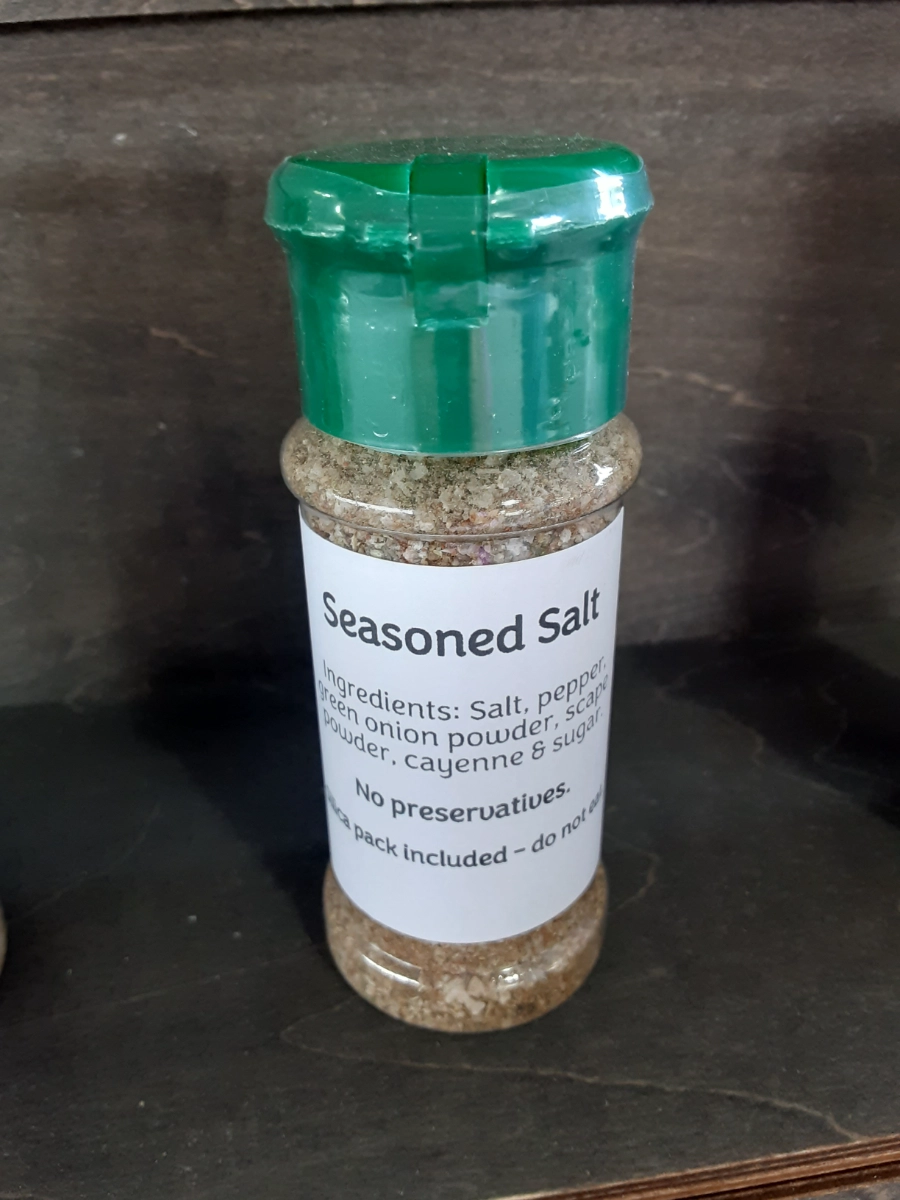 Seasoned Salt
Ingredients: Salt, pepper,
green onion powder, scape
powder, cayenne & sugar.
No preservatives.
pack included – do not